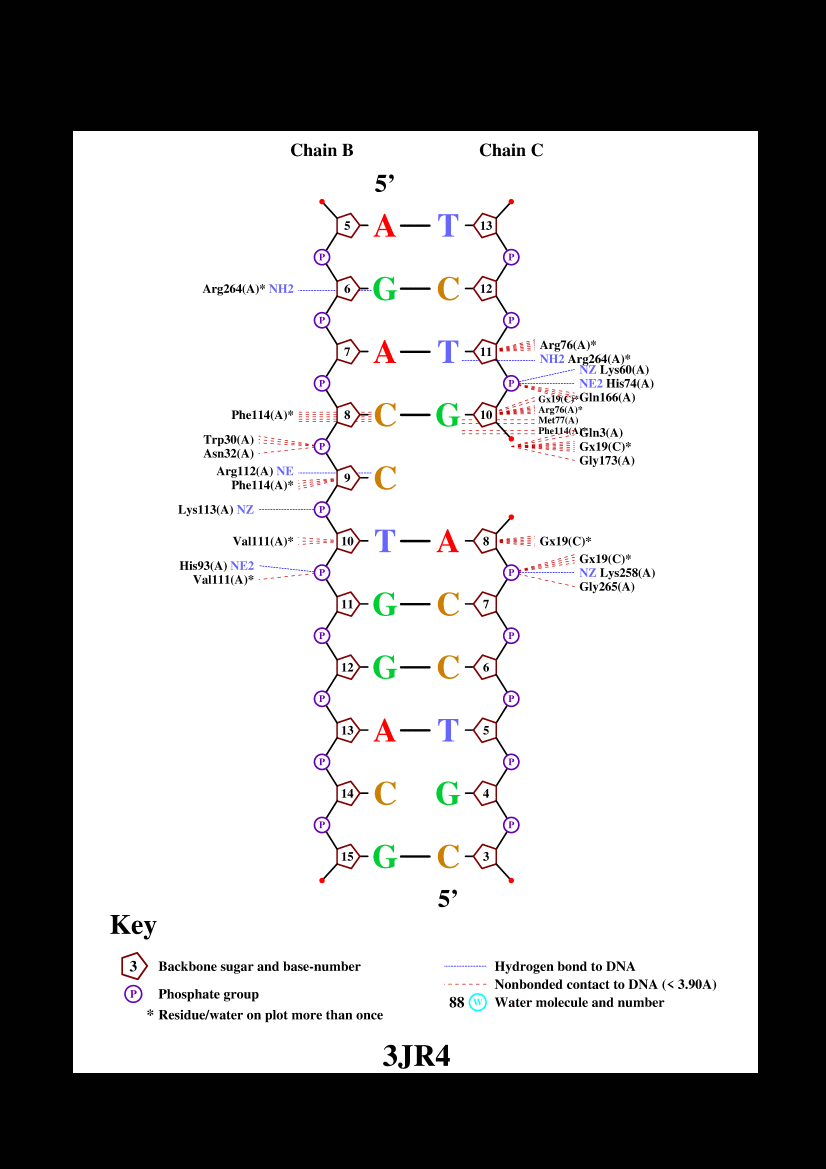 Chain B Chain C
5’
5 A T 13
P P
Arg264(A)* NH2 6 G C 12
P P
Arg76(A)*
7 A T 11
NH2 Arg264(A)*
NZ Lys60(A)
P P NE2 His74(A)
Gln166(A)
Gx19(C)*
Arg76(A)*
Phe114(A)* 8 C G 10
Met77(A)
Phe114(A)*
Gln3(A)
Trp30(A)
P Gx19(C)*
Asn32(A)
Gly173(A)
Arg112(A) NE
9 C
Phe114(A)*
Lys113(A) NZ P
Val111(A)* 10 T A 8 Gx19(C)*
Gx19(C)*
His93(A) NE2
P P NZ Lys258(A)
Val111(A)*
Gly265(A)
11 G C 7
P P
12 G C 6
P P
13 A T 5
P P
14 C G 4
P P
15 G C 3
5’
Key
3 Backbone sugar and base-number
P Phosphate group
* Residue/water on plot more than once
Hydrogen bond to DNA
Nonbonded contact to DNA (< 3.90A)
88 W Water molecule and number
3JR4